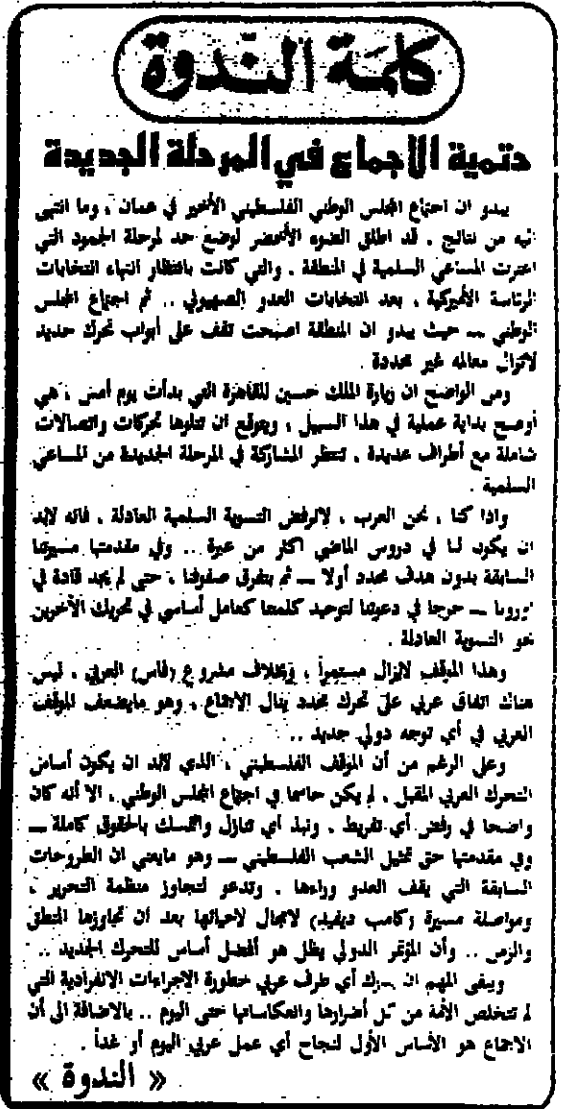 كلمة الندوة
حتمية الاجماع في المرحلة الجديدة
يبدو ان اجتماع المجلس الوطني الفلسطيني الأخير في عمان ، وما انتهى
اليه من نتائج ، قد اطلق الضوء الأخضر لوضع حد لمرحلة الجمود التي
اعترت المساعي السلمية في المنطقة . والتي كانت بانتظار انتهاء انتخابات
الرئاسة الأميركية ، بعد انتخابات العدو الصهيوني .. ثم اجتماع المجلس
الوطني ــ حيث يبدو ان المنطقة اصبحت تقف على أبواب تحرك جديد
لاتزال معالمه غير محددة .
ومن الواضح ان زيارة الملك حسين للقاهرة التي بدأت يوم أمس ، هي
أوضح بداية عملية في هذا السبيل ، ويتوقع أن تتلوها تحركات واتصالات
شاملة مع أطراف عديدة ، تنتظر المشاركة في المرحلة الجديدة من المساعي
السلمية .
واذا كنا ، نحن العرب ، لانرفض التسوية السلمية العادلة ، فانه لابد
ان يكون لنا في دروس الماضي اكثر من عبرة ... وفي مقدمتها مسيرتنا
السابقة بدون هدف محدد أولا ــ ثم بتفرق صفوفنا ، حتى لم يجد قادة في
اوروبا ــ حرجا في دعوتنا لتوحيد كلمتنا كعامل أساسي في تحريك الآخرين
نحو التسوية العادلة .
وهذا الموقف لايزال مستمراً ، وبخلاف مشروع (فاس) العربي ، ليس
هناك اتفاق عربي على تحرك محدد ينال الاجماع ، وهو مايضعف الموقف
العربي في أي توجه دولي جديد ..
وعلى الرغم من أن الموقف الفلسطيني ، الذي لابد ان يكون أساس
التحرك العربي المقبل ، لم يكن حاسما في اجتماع المجلس الوطني ، الا أنه كان
واضحا في رفض أي تفريط ، ونبذ أي تنازل والتمسك بالحقوق كاملة ــ
وفي مقدمتها حق تمثيل الشعب الفلسطيني ــ وهو مايعني ان الطروحات
السابقة التي يقف العدو وراءها ، وتدعو لتجاوز منظمة التحرير ،
ومواصلة مسيرة (كامب ديفيد) لامجال لاحيائها بعد أن تجاوزها المنطق
والزمن .. وأن المؤتمر الدولي يظل هو أفضل أساس للتحرك الجديد ..
ويبقى المهم ان يدرك أي طرف عربي خطورة الاجراءات الانفرادية التي
لم تتخلص الأمة من كل أضرارها وانعكاساتها حتى اليوم .. بالاضافة الى أن
الاجماع هو الأساس الأول لنجاح أي عمل عربي اليوم أو غداً .
« الندوة »